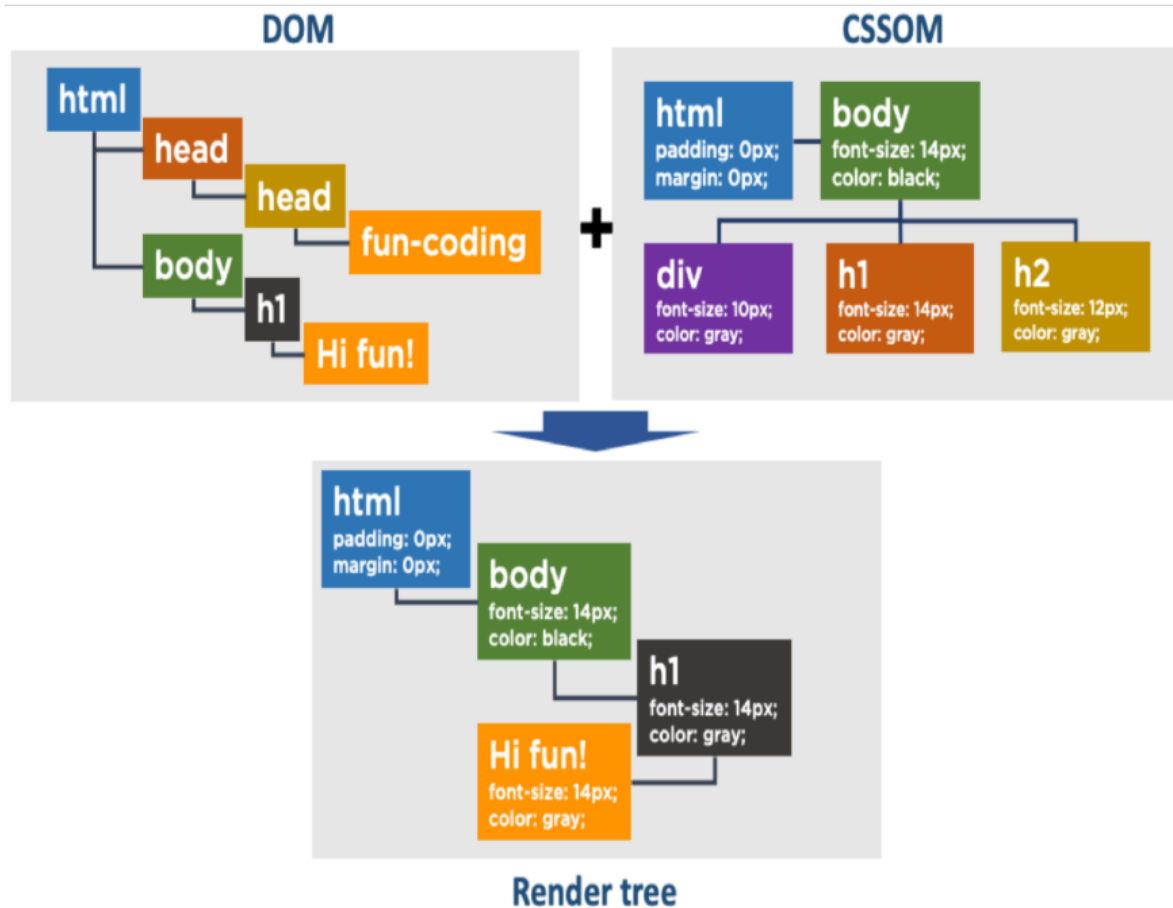 DOM
html
head
head
fun-coding
body
h1
Hi fun!
+
CSSOM
html
padding: 0px;
margin: 0px;
body
font-size: 14px;
color: black;
div
font-size: 10px;
color: gray;
h1
font-size: 14px;
color: gray;
h2
font-size: 12px;
color: gray;
html
padding: 0px;
margin: 0px;
body
font-size: 14px;
color: black;
h1
font-size: 14px;
color: gray;
Hi fun!
font-size: 14px;
color: gray;
Render tree